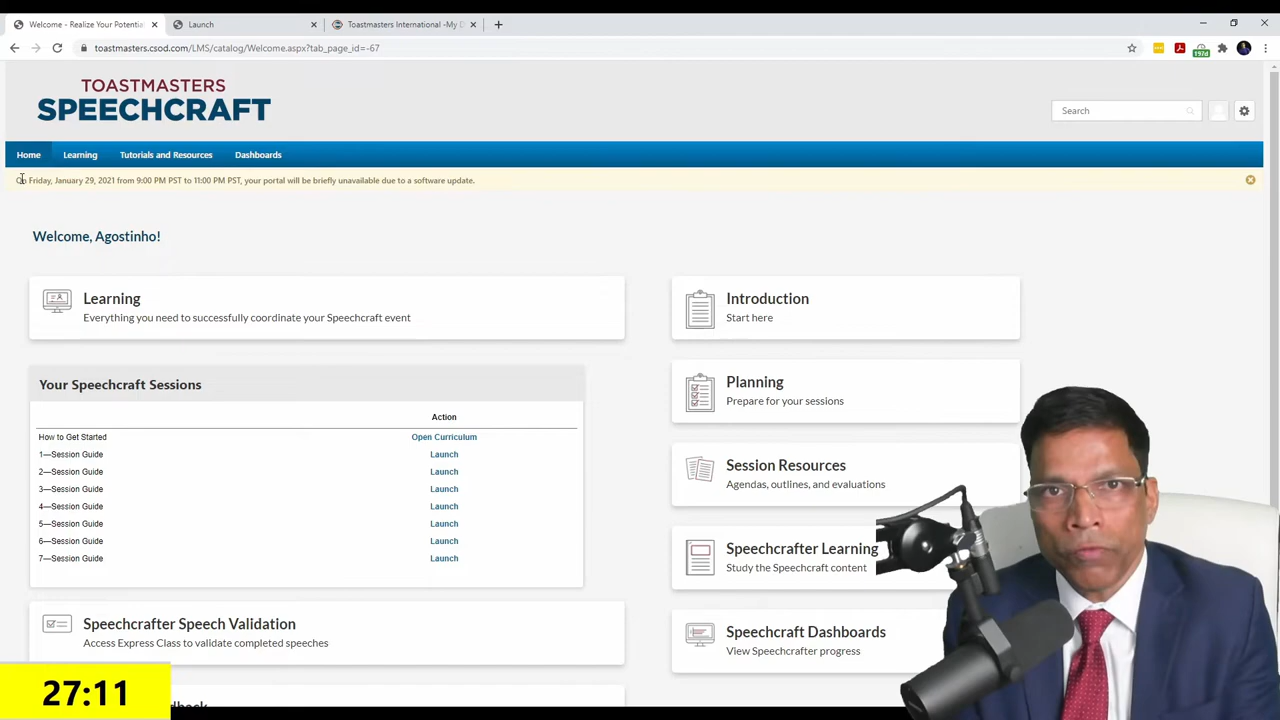 Welcome - Realize Your Potentia
Launch
Toastmasters International -My D
toastmasters.csod.com/LMS/catalog/Welcome.aspx?tab_page_id=-67
197d
TOASTMASTERS
SPEECHCRAFT
Search
Home Learning Tutorials and Resources Dashboards
Friday, January 29, 2021 from 9:00 PM PST to 11:00 PM PST, your portal will be briefly unavailable due to a software update.
Welcome, Agostinho!
Learning
Everything you need to successfully coordinate your Speechcraft event
Your Speechcraft Sessions
Action
How to Get Started Open Curriculum
1—Session Guide Launch
2—Session Guide Launch
3—Session Guide Launch
4—Session Guide Launch
5—Session Guide Launch
6—Session Guide Launch
7—Session Guide Launch
Speechcrafter Speech Validation
Access Express Class to validate completed speeches
Introduction
Start here
Planning
Prepare for your sessions
Session Resources
Agendas, outlines, and evaluations
Speechcrafter Learning
Study the Speechcraft content
Speechcraft Dashboards
View Speechcrafter progress
27:11